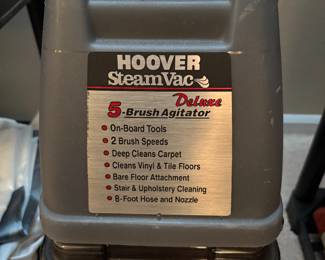 HOOVER
SteamVac
Deluxe
5-Brush Agitator
• On-Board Tools
• 2 Brush Speeds
• Deep Cleans Carpet
• Cleans Vinyl & Tile Floors
• Bare Floor Attachment
• Stair & Upholstery Cleaning
• 8-Foot Hose and Nozzle